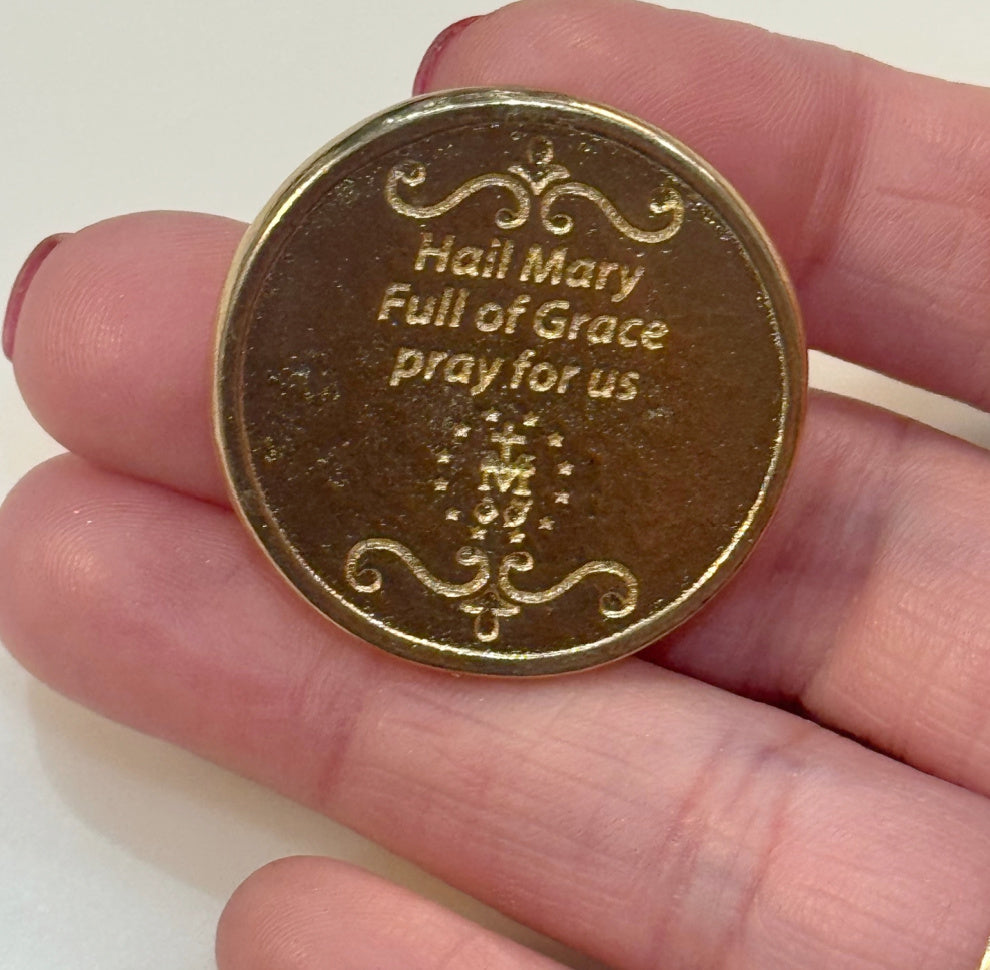 Hail Mary
Full of Grace
pray for us
M